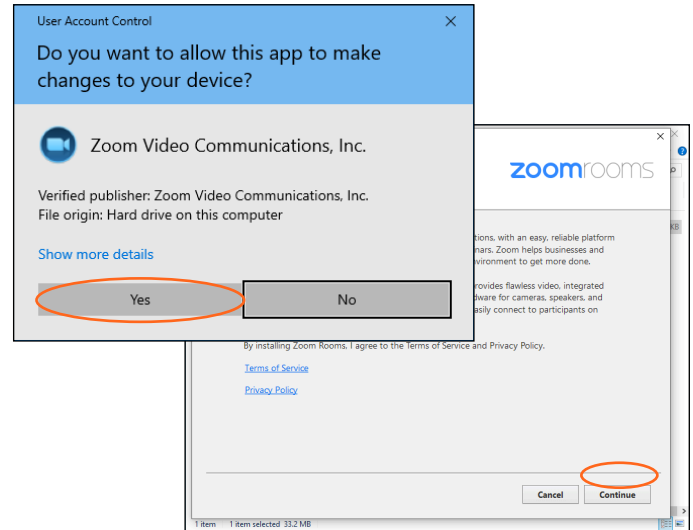 User Account Control
Do you want to allow this app to make
changes to your device?
Zoom Video Communications, Inc.
Verified publisher: Zoom Video Communications, Inc.
File origin: Hard drive on this computer
Show more details
Yes
No
zoomrooms
tions, with an easy, reliable platform
nars. Zoom helps businesses and
vironment to get more done.
rovides flawless video, integrated
dware for cameras, speakers, and
asily connect to participants on
By installing Zoom Rooms, I agree to the Terms of Service and Privacy Policy.
Terms of Service
Privacy Policy
Cancel
Continue
KB
1 item
1 item selected 33.2 MB